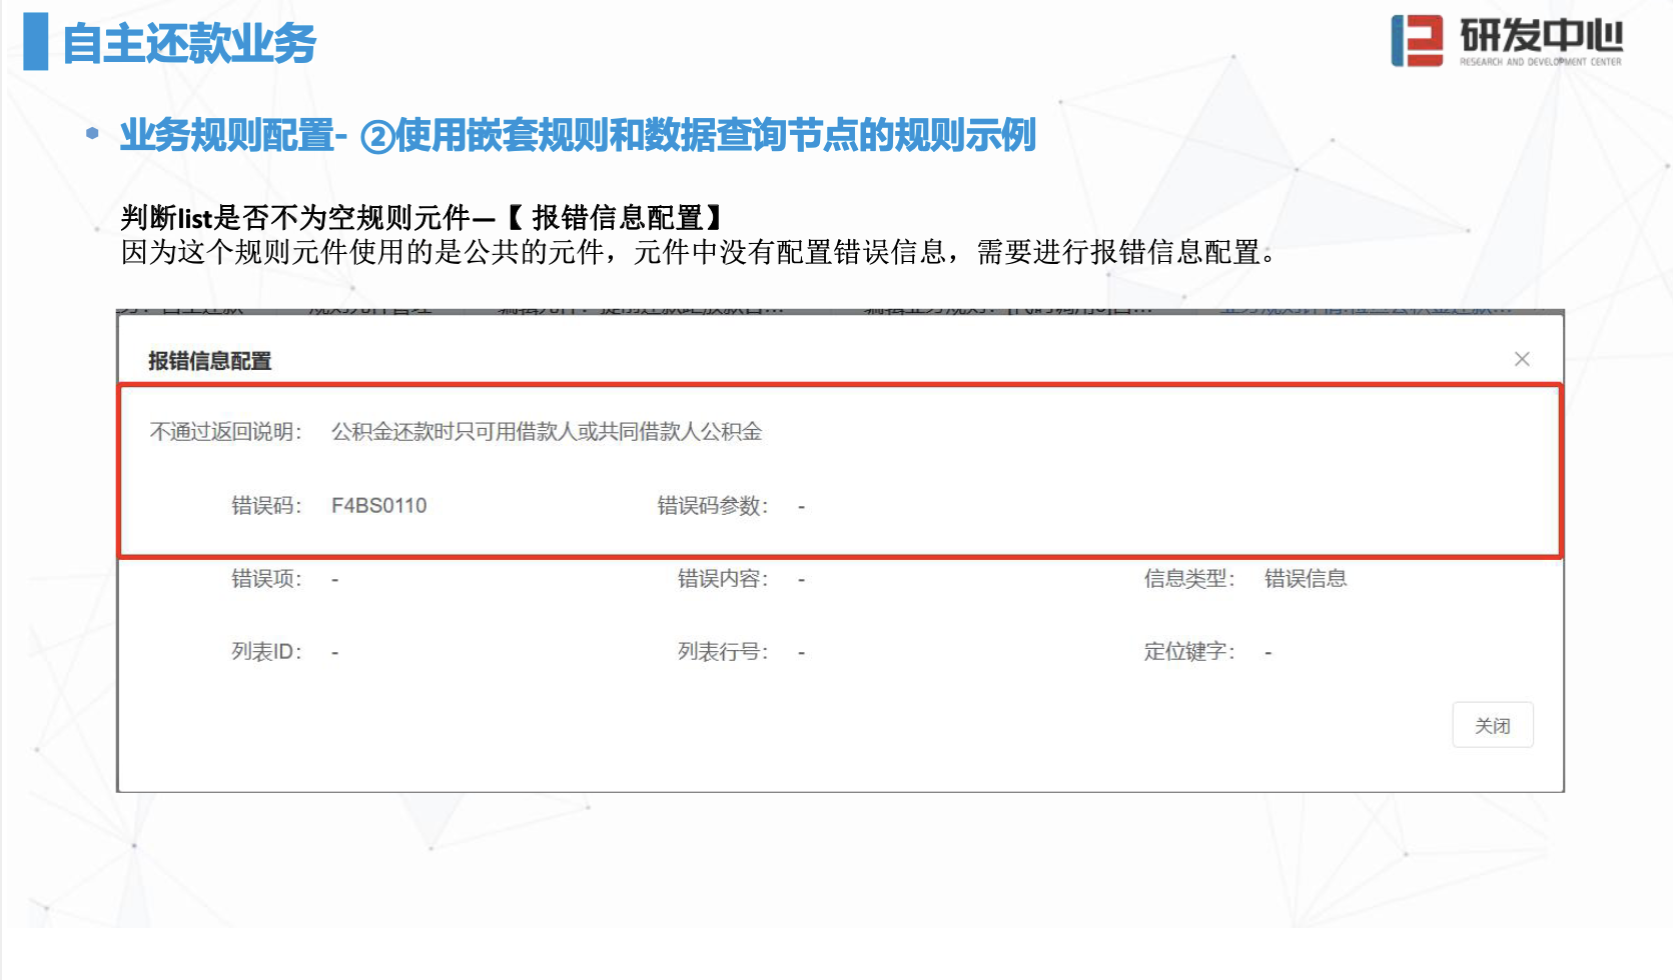 自主还款业务
研发中心
RESEARCH AND DEVELOPMENT CENTER
业务规则配置- ②使用嵌套规则和数据查询节点的规则示例
判断list是否不为空规则元件—【 报错信息配置】
因为这个规则元件使用的是公共的元件，元件中没有配置错误信息，需要进行报错信息配置。
报错信息配置
不通过返回说明： 公积金还款时只可用借款人或共同借款人公积金
错误码： F4BS0110 错误码参数： -
错误项： - 错误内容： - 信息类型： 错误信息
列表ID： - 列表行号： - 定位键字： -
关闭